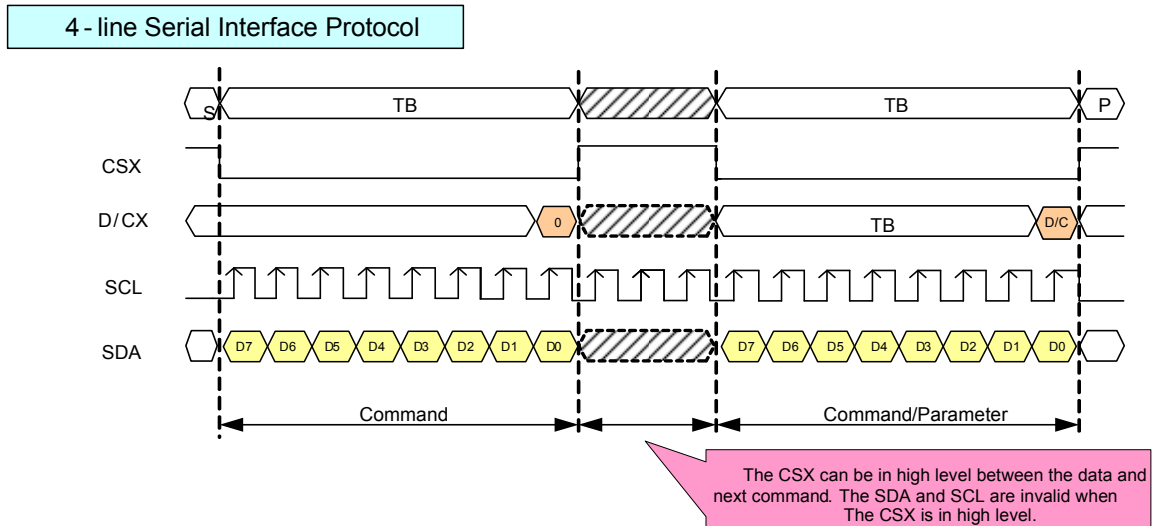 4-line Serial Interface Protocol
S TB TB P
CSX
D/CX 0 TB D/C
SCL
SDA D7 D6 D5 D4 D3 D2 D1 D0 D7 D6 D5 D4 D3 D2 D1 D0
Command Command/Parameter
The CSX can be in high level between the data and
next command. The SDA and SCL are invalid when
The CSX is in high level.